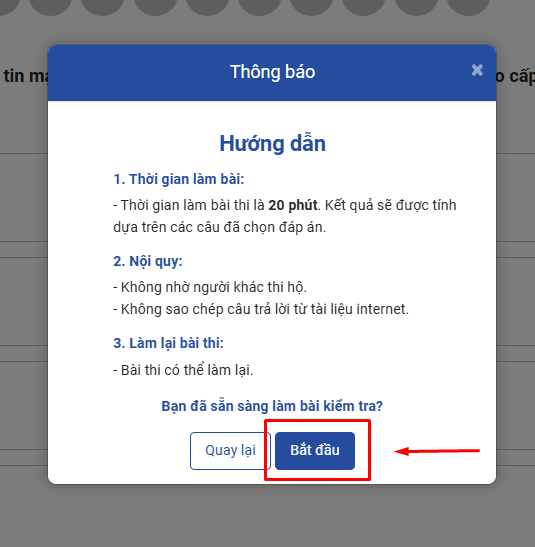 Thông báo
×
tin
o cấp
Hướng dẫn
1. Thời gian làm bài:
- Thời gian làm bài thi là 20 phút. Kết quả sẽ được tính
dựa trên các câu đã chọn đáp án.
2. Nội quy:
- Không nhờ người khác thi hộ.
- Không sao chép câu trả lời từ tài liệu internet.
3. Làm lại bài thi:
- Bài thi có thể làm lại.
Bạn đã sẵn sàng làm bài kiểm tra?
Quay lại Bắt đầu